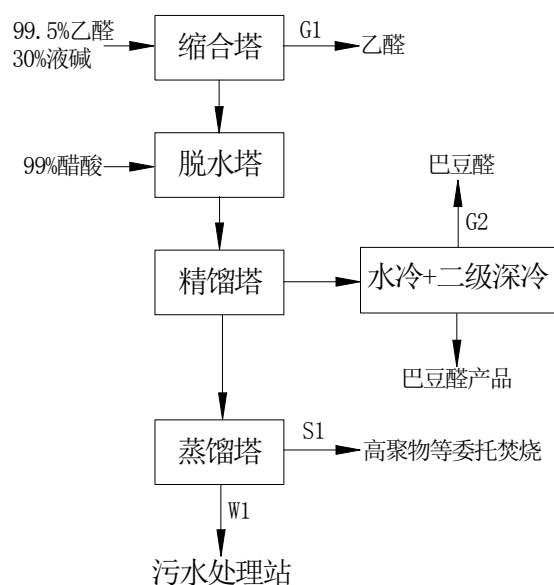 99.5%乙醛
30%液碱
缩合塔
G1
乙醛
99%醋酸
脱水塔
巴豆醛
G2
精馏塔
水冷+二级深冷
巴豆醛产品
蒸馏塔
S1
高聚物等委托焚烧
W1
污水处理站